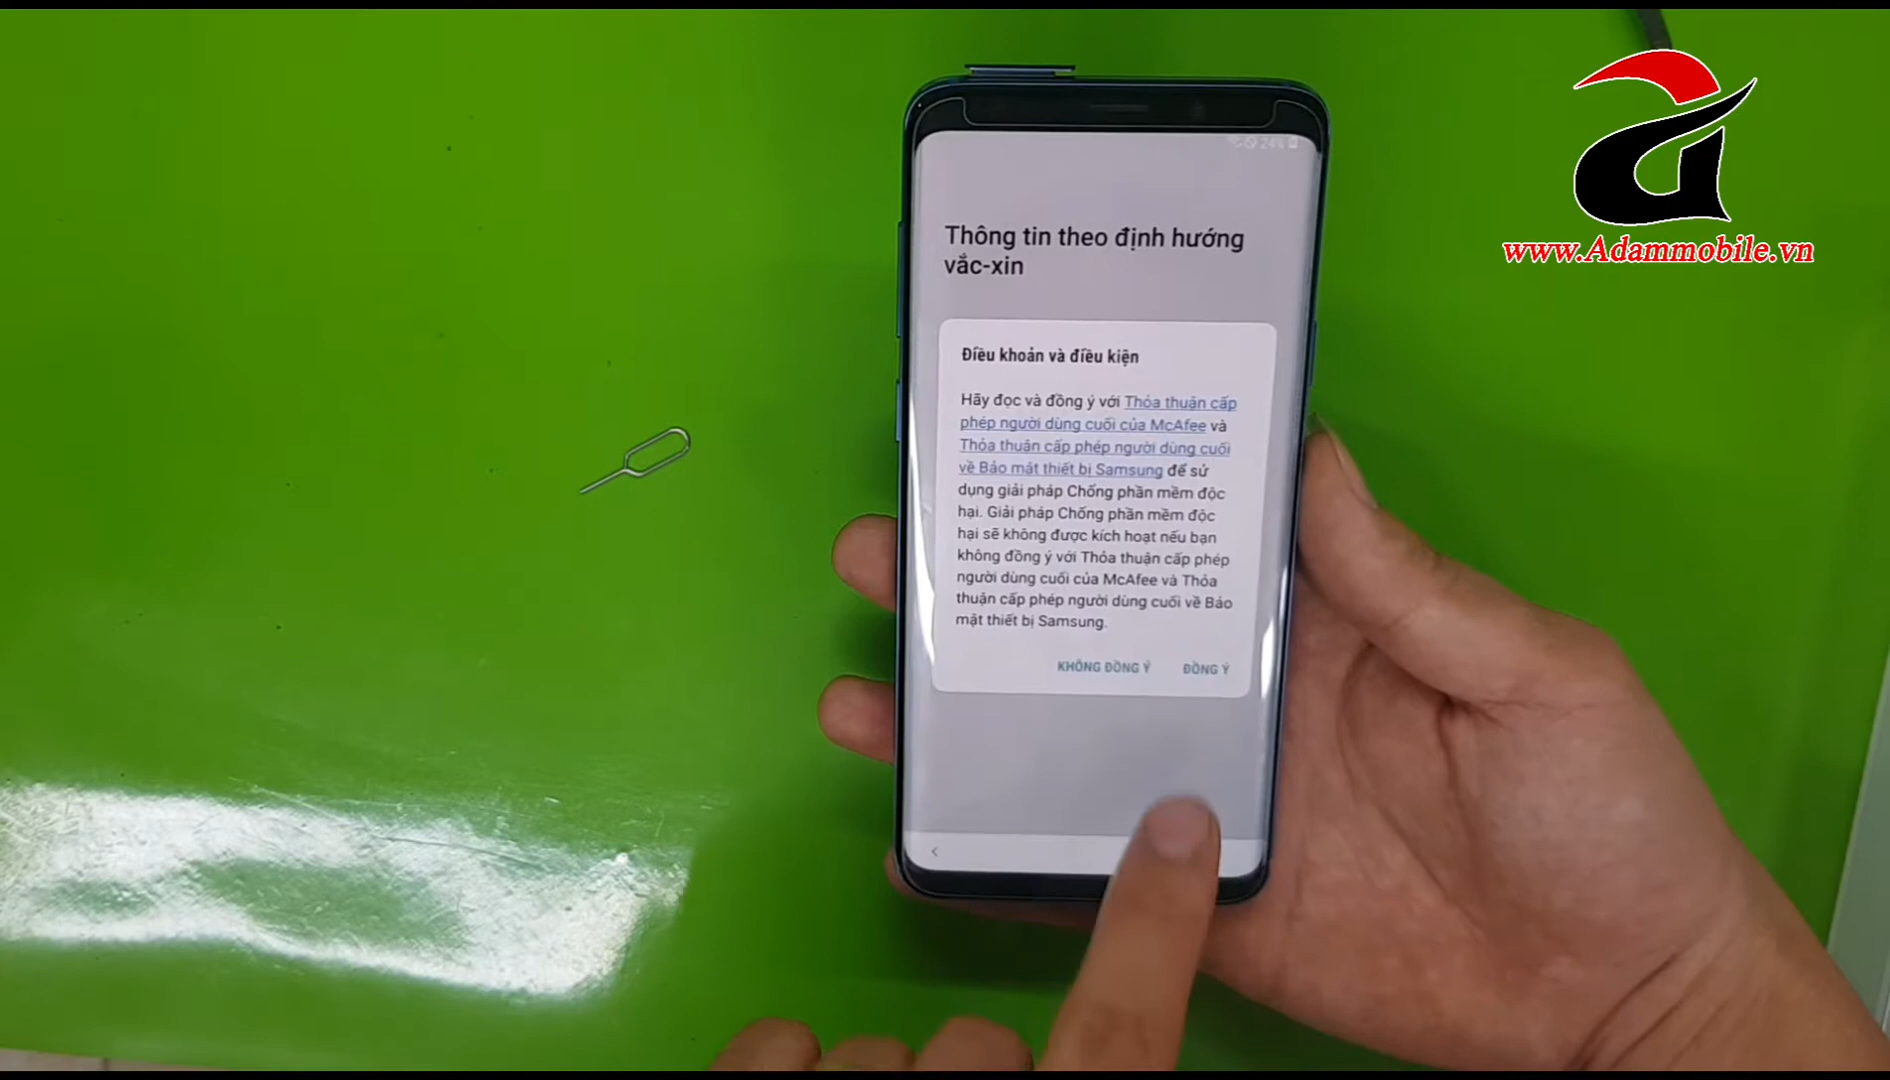 www.Adammobile.vn
24%
Thông tin theo định hướng
vắc-xin
Điều khoản và điều kiện
Hãy đọc và đồng ý với Thỏa thuận cấp
phép người dùng cuối của McAfee và
Thỏa thuận cấp phép người dùng cuối
về Bảo mật thiết bị Samsung để sử
dụng giải pháp Chống phần mềm độc
hại. Giải pháp Chống phần mềm độc
hại sẽ không được kích hoạt nếu bạn
không đồng ý với Thỏa thuận cấp phép
người dùng cuối của McAfee và Thỏa
thuận cấp phép người dùng cuối về Bảo
mật thiết bị Samsung.
KHÔNG ĐỒNG Ý ĐỒNG Ý